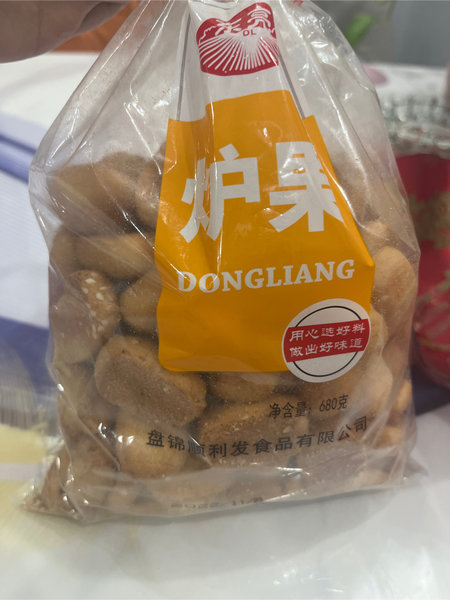 DL
炉果
DONGLIANG
用心选好料
做出好味道
净含量：680克
盘锦顺利发食品有限公司